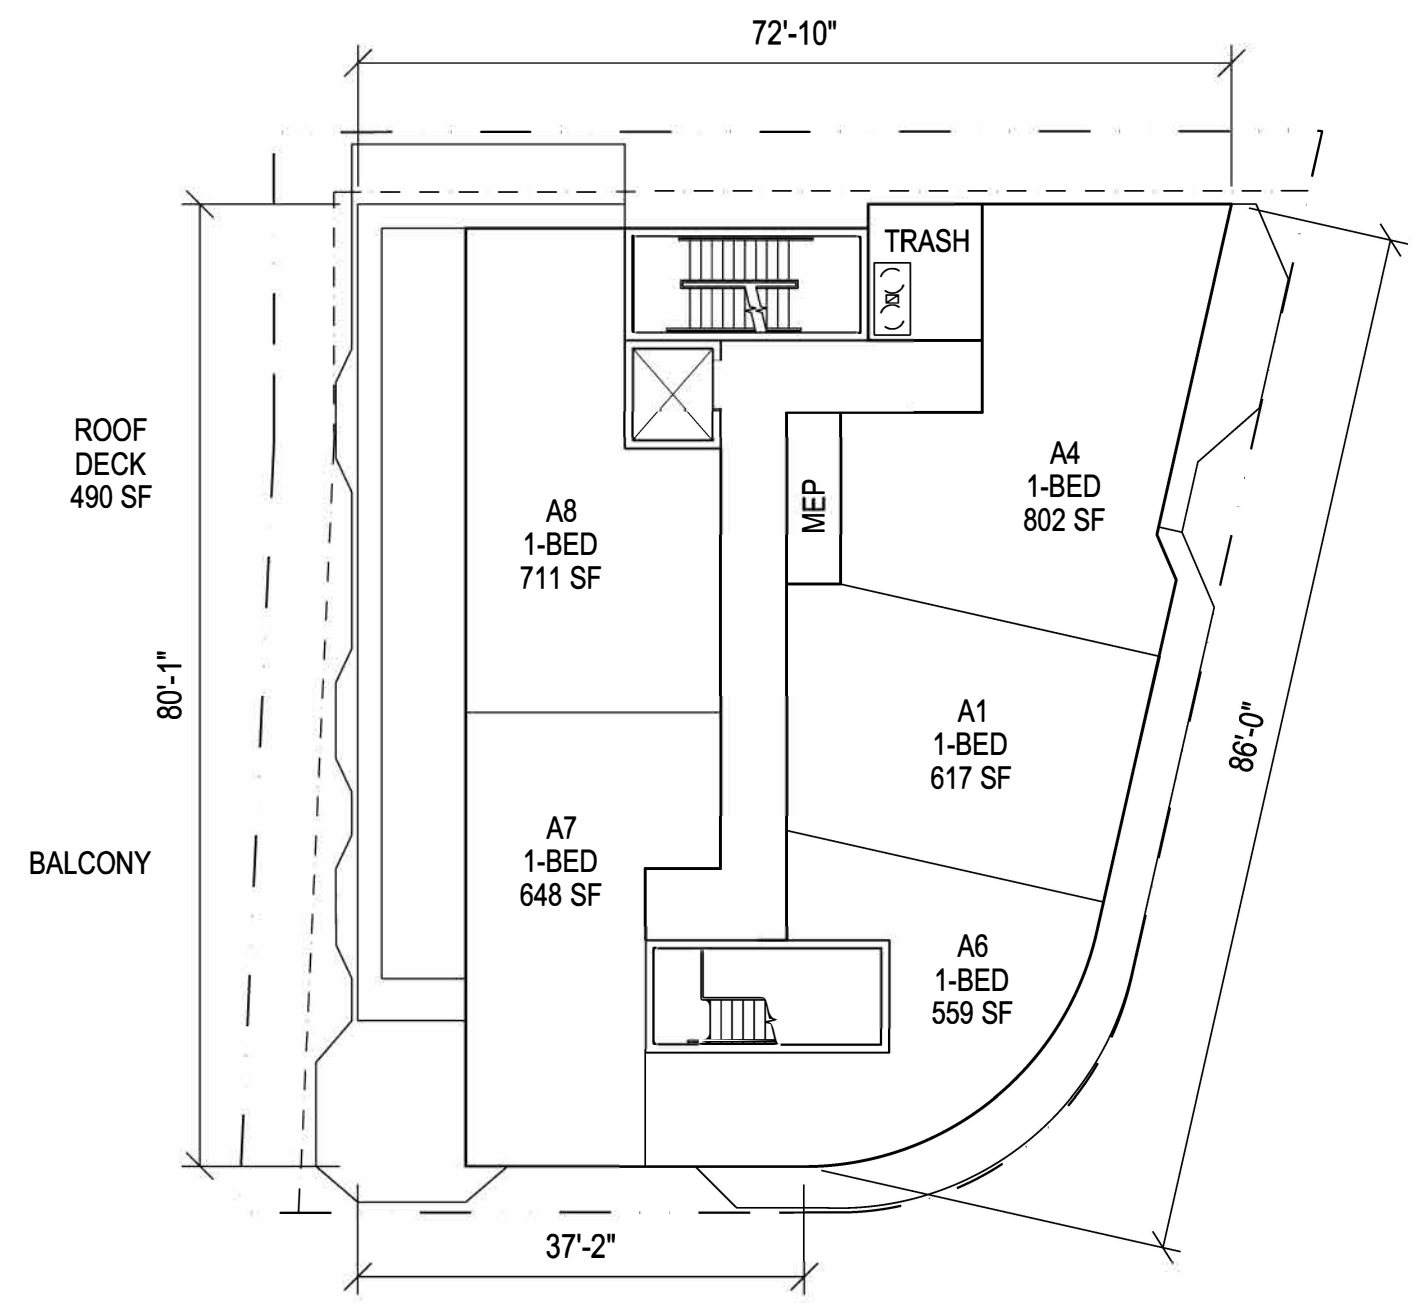 72'-10"
TRASH
ROOF
DECK
490 SF
A4
1-BED
802 SF
A8
1-BED
711 SF
MEP
80'-1"
A1
1-BED
617 SF
86'-0"
A7
1-BED
648 SF
BALCONY
A6
1-BED
559 SF
37'-2"